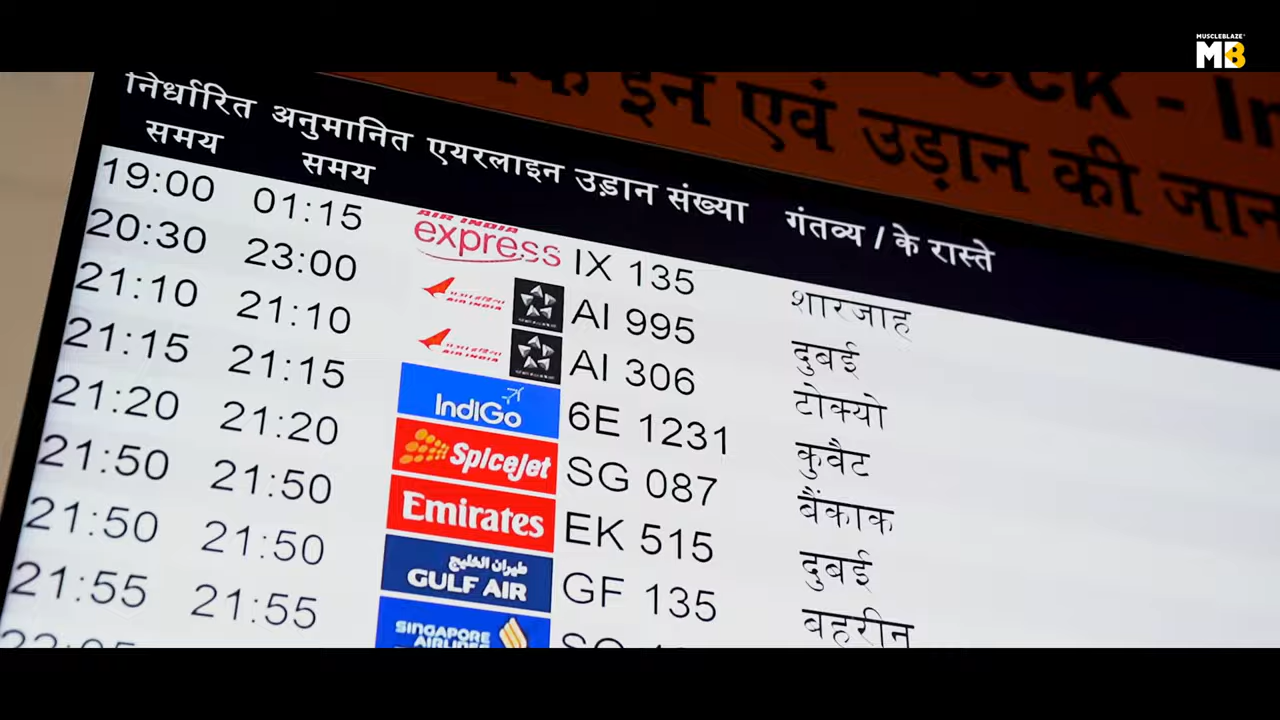 MUSCLEBLAZE
MB
एवं उड़ान की
निर्धारित समय अनुमानित समय एयरलाइन उड़ान संख्या गंतव्य / के रास्ते
19:00 01:15 AIR INDIA express IX 135 शारजाह
20:30 23:00 AIR INDIA AI 995 दुबई
21:10 21:10 AIR INDIA AI 306 टोक्यो
21:15 21:15 IndiGo 6E 1231 कुवैट
21:20 21:20 Spicejet SG 087 बैंकाक
21:50 21:50 Emirates EK 515 दुबई
21:50 21:50 طيران الخليج GULF AIR GF 135 बहरीन
21:55 21:55 SINGAPORE AIRLINES